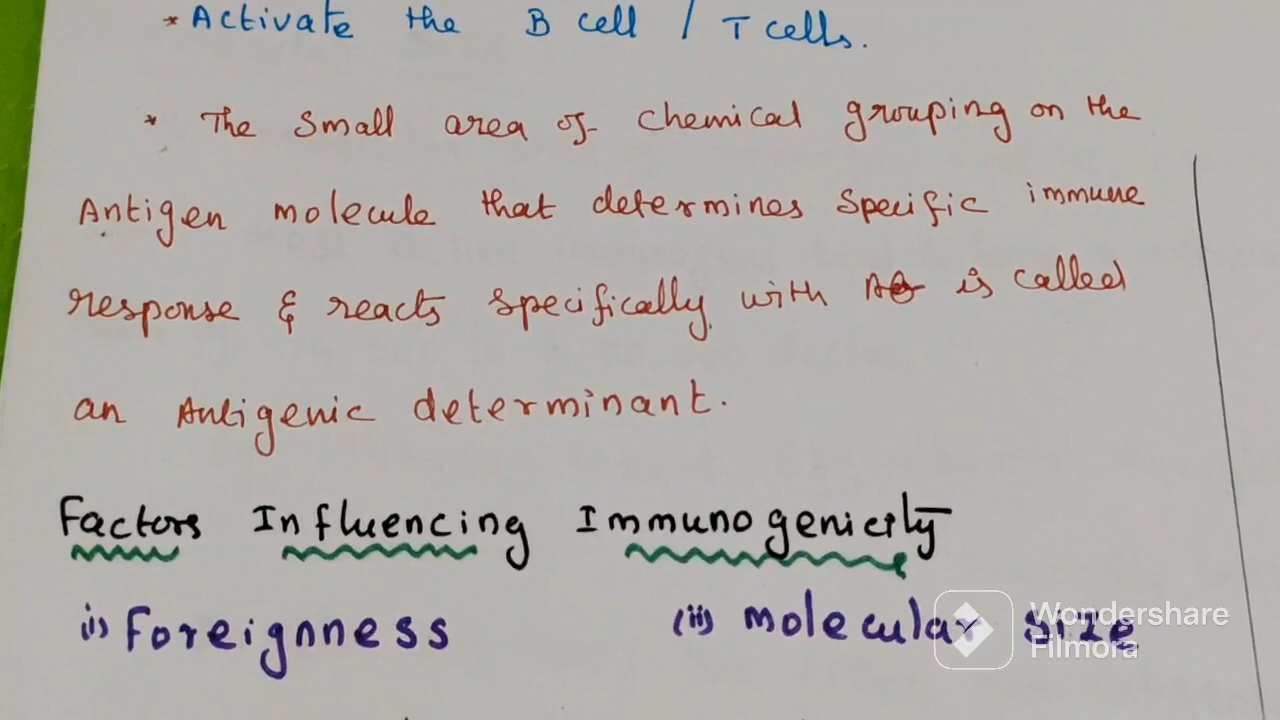 * Activate the B cell / T cells.
* The small area of chemical grouping on the
Antigen molecule that determines specific immune
response & reacts specifically with is called
an Antigenic determinant.
Factors Influencing Immunogenicity
i) Foreignness (ii) molecular size
Wondershare
Filmora